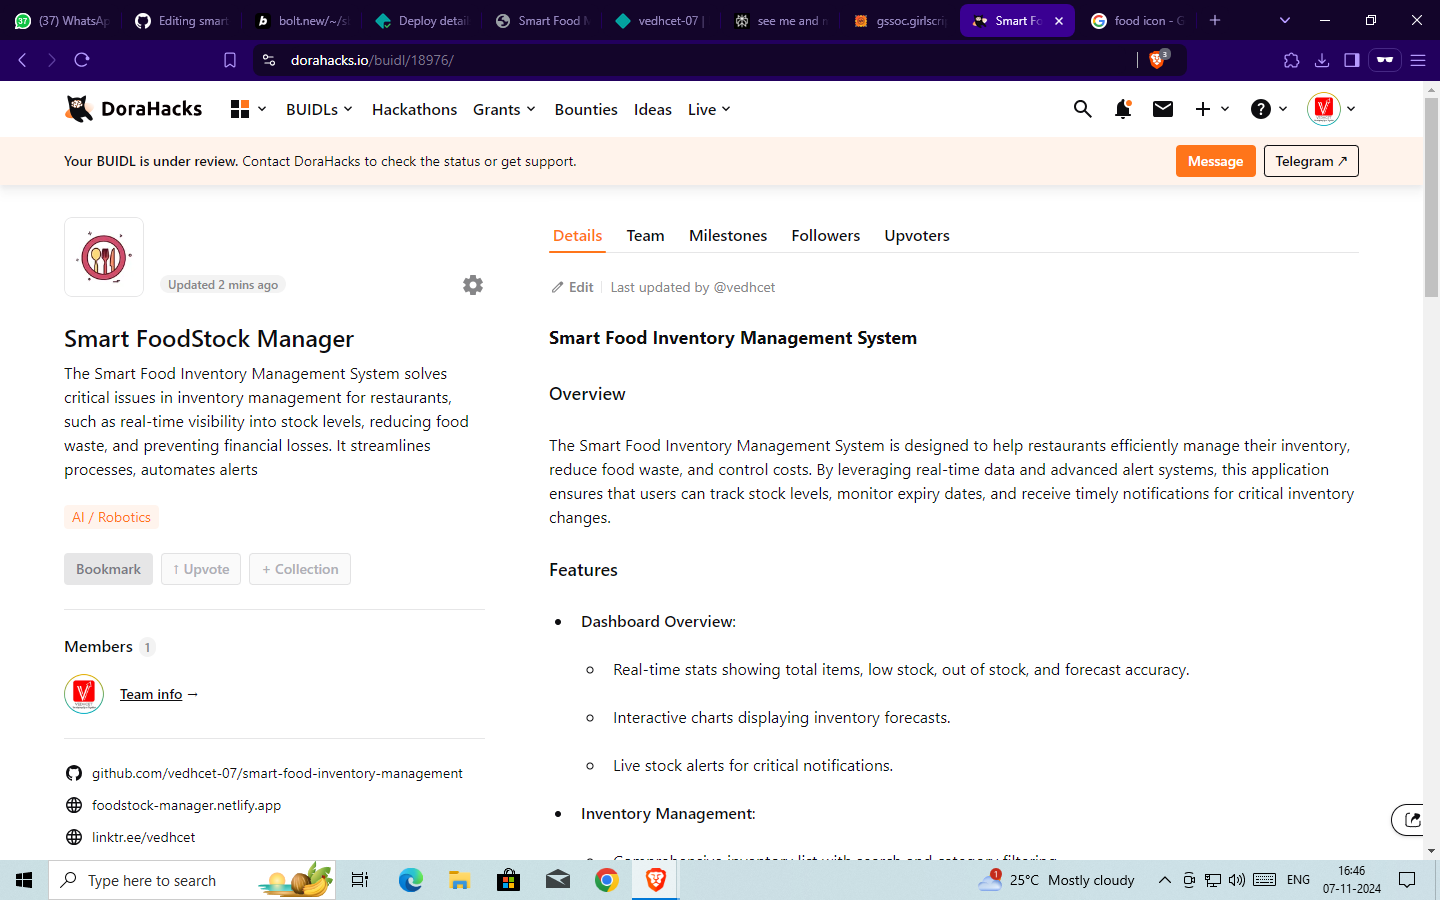 (37) WhatsAp
Editing smart
bolt.new/~/s
Deploy detail
Smart Food M
vedhcet-07 |
see me and m
gssoc.girlscri
Smart Fo
food icon - G
dorahacks.io/buidl/18976/
3
DoraHacks
BUIDLs
Hackathons
Grants
Bounties
Ideas
Live
Your BUIDL is under review. Contact DoraHacks to check the status or get support.
Message
Telegram ↗
Updated 2 mins ago
Smart FoodStock Manager
The Smart Food Inventory Management System solves
critical issues in inventory management for restaurants,
such as real-time visibility into stock levels, reducing food
waste, and preventing financial losses. It streamlines
processes, automates alerts
AI / Robotics
Bookmark
↑ Upvote
+ Collection
Members 1
Team info →
github.com/vedhcet-07/smart-food-inventory-management
foodstock-manager.netlify.app
linktr.ee/vedhcet
Details
Team
Milestones
Followers
Upvoters
Edit
Last updated by @vedhcet
Smart Food Inventory Management System
Overview
The Smart Food Inventory Management System is designed to help restaurants efficiently manage their inventory,
reduce food waste, and control costs. By leveraging real-time data and advanced alert systems, this application
ensures that users can track stock levels, monitor expiry dates, and receive timely notifications for critical inventory
changes.
Features
Dashboard Overview:
Real-time stats showing total items, low stock, out of stock, and forecast accuracy.
Interactive charts displaying inventory forecasts.
Live stock alerts for critical notifications.
Inventory Management:
Comprehensive inventory list with search and category filtering
Type here to search
1
25°C Mostly cloudy
ENG
16:46
07-11-2024